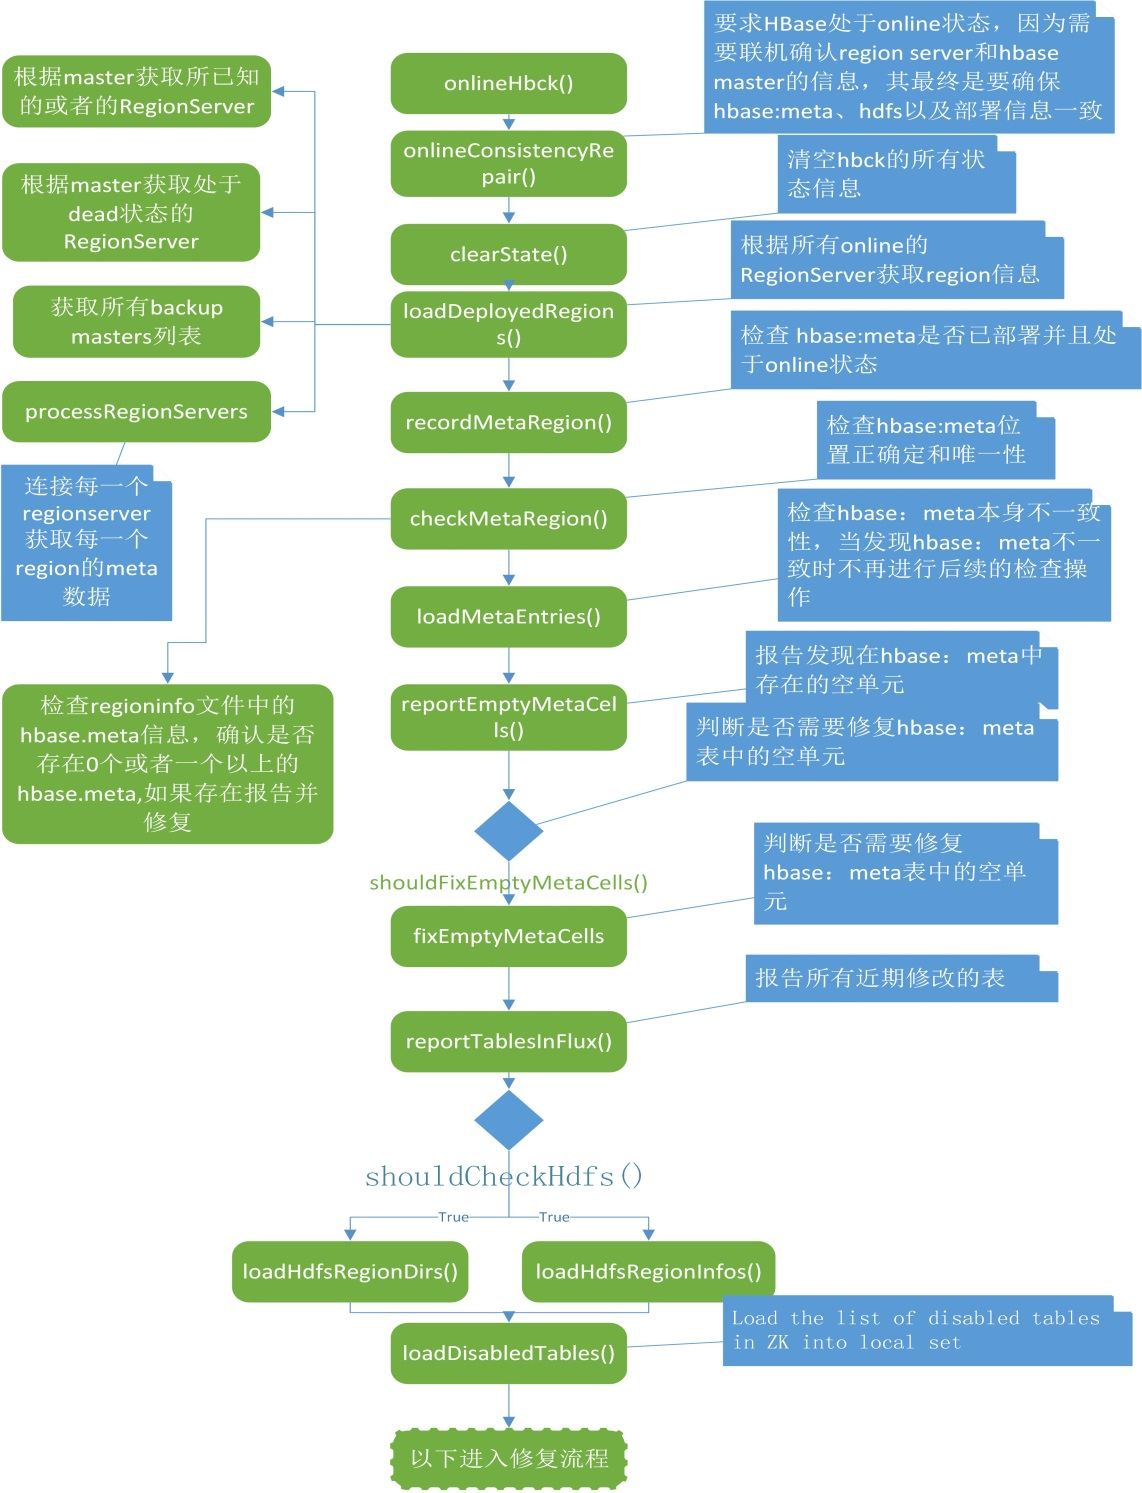 要求HBase处于online状态，因为需
要联机确认region server和hbase
master的信息，其最终是要确保
hbase:meta、hdfs以及部署信息一致
根据master获取所已知
的或者的RegionServer
onlineHbck()
onlineConsistencyRe
pair()
清空hbck的所有状
态信息
根据master获取处于
dead状态的
RegionServer
clearState()
根据所有online的
RegionServer获取region信息
获取所有backup
masters列表
loadDeployedRegion
s()
检查 hbase:meta是否已部署并且处
于online状态
processRegionServers
recordMetaRegion()
检查hbase:meta位
置正确定和唯一性
连接每一个
regionserver
获取每一个
region的meta
数据
checkMetaRegion()
检查hbase：meta本身不一致
性，当发现hbase：meta不一
致时不再进行后续的检查操
作
loadMetaEntries()
报告发现在hbase：meta中
存在的空单元
检查regioninfo文件中的
hbase.meta信息，确认是否
存在0个或者一个以上的
hbase.meta,如果存在报告并
修复
reportEmptyMetaCel
ls()
判断是否需要修复hbase：meta
表中的空单元
判断是否需要修复
hbase：meta表中的空单
元
shouldFixEmptyMetaCells()
fixEmptyMetaCells
报告所有近期修改的表
reportTablesInFlux()
shouldCheckHdfs()
True
True
loadHdfsRegionDirs()
loadHdfsRegionInfos()
Load the list of disabled tables
in ZK into local set
loadDisabledTables()
以下进入修复流程